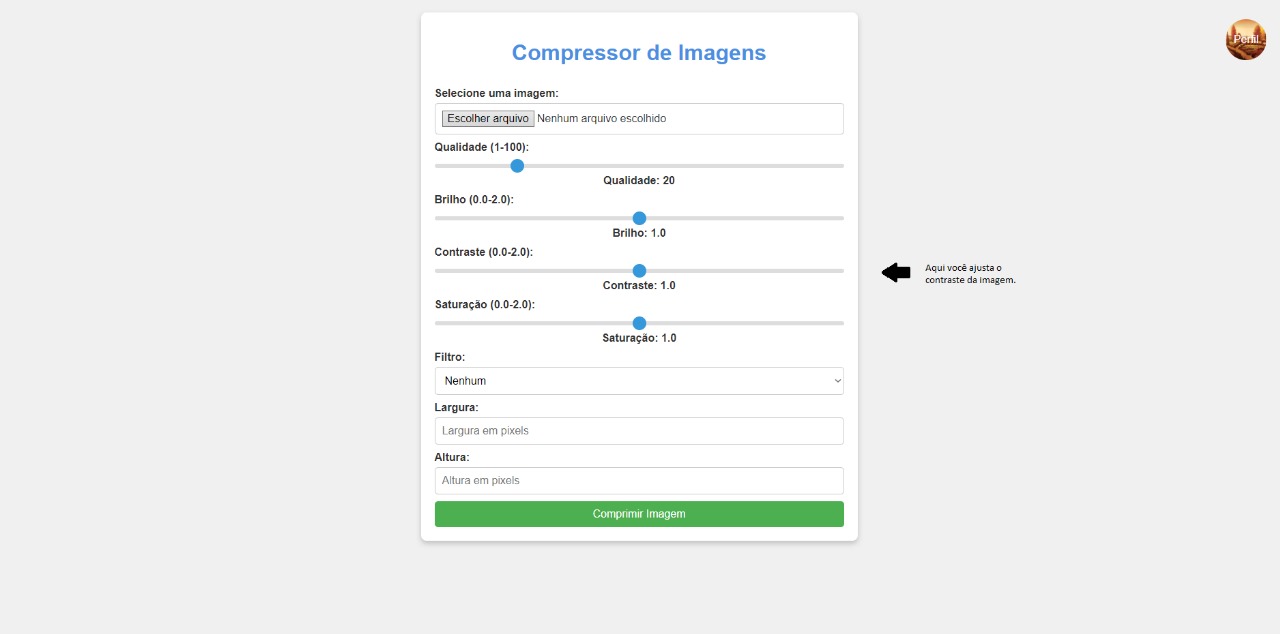 Compressor de Imagens
Perfil
Selecione uma imagem:
Escolher arquivo Nenhum arquivo escolhido
Qualidade (1-100):
Qualidade: 20
Brilho (0.0-2.0):
Brilho: 1.0
Contraste (0.0-2.0):
Contraste: 1.0
Aqui você ajusta o
contraste da imagem.
Saturação (0.0-2.0):
Saturação: 1.0
Filtro:
Nenhum
Largura:
Largura em pixels
Altura:
Altura em pixels
Comprimir Imagem